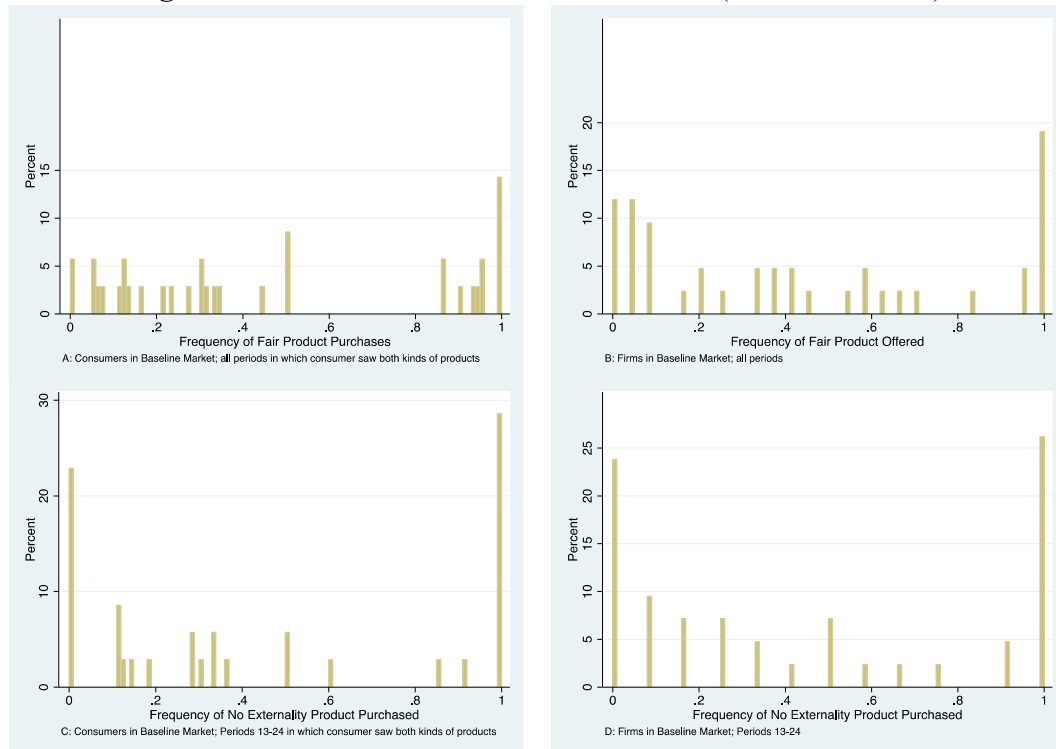 Percent
15
10
5
0
0 .2 .4 .6 .8 1
Frequency of Fair Product Purchases
A: Consumers in Baseline Market; all periods in which consumer saw both kinds of products
Percent
20
15
10
5
0
0 .2 .4 .6 .8 1
Frequency of Fair Product Offered
B: Firms in Baseline Market; all periods
Percent
30
20
10
0
0 .2 .4 .6 .8 1
Frequency of No Externality Product Purchased
C: Consumers in Baseline Market; Periods 13-24 in which consumer saw both kinds of products
Percent
25
20
15
10
5
0
0 .2 .4 .6 .8 1
Frequency of No Externality Product Purchased
D: Firms in Baseline Market; Periods 13-24